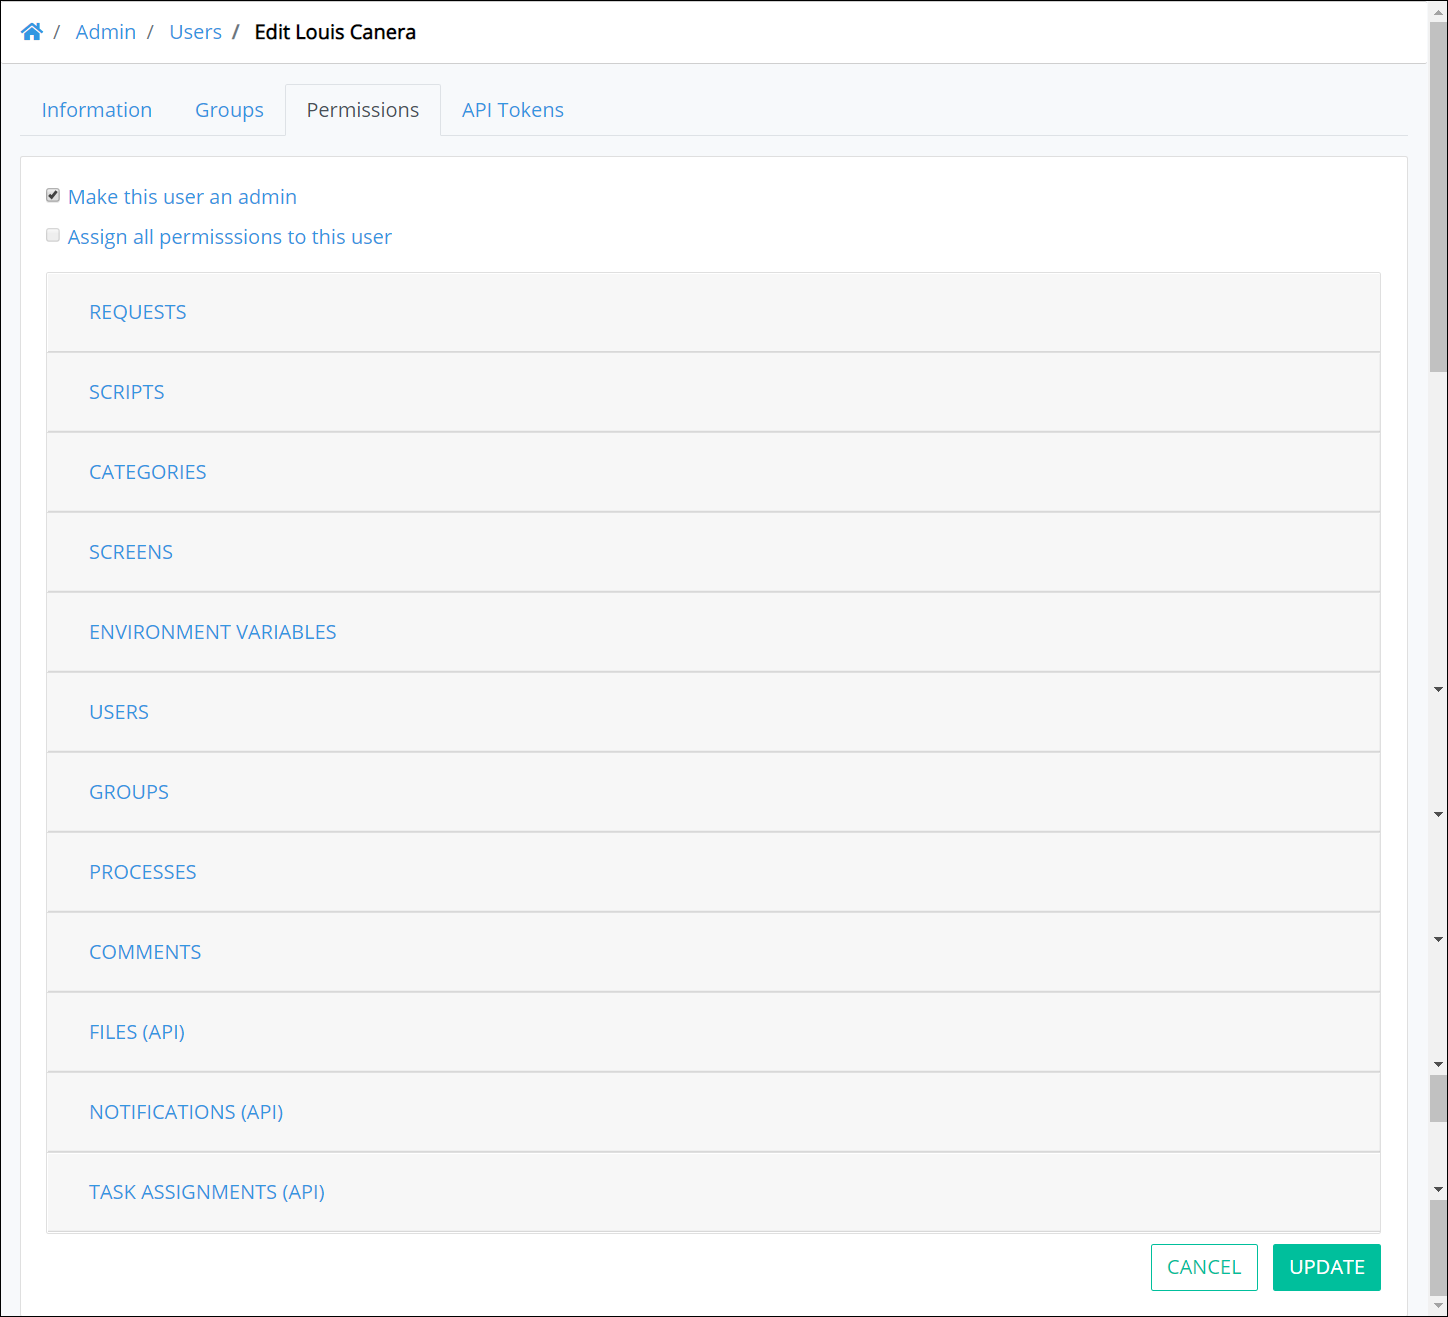 / Admin / Users / Edit Louis Canera
Information Groups Permissions API Tokens
Make this user an admin
Assign all permisssions to this user
REQUESTS
SCRIPTS
CATEGORIES
SCREENS
ENVIRONMENT VARIABLES
USERS
GROUPS
PROCESSES
COMMENTS
FILES (API)
NOTIFICATIONS (API)
TASK ASSIGNMENTS (API)
CANCEL UPDATE